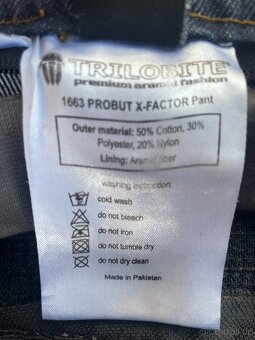 TRILOBITE
premium aramid fashion
1663 PROBUT X-FACTOR Pant
Outer material: 50% Cotton, 30%
Polyester, 20% Nylon
Lining: Aramid fiber
washing instruction:
cold wash
do not bleach
do not iron
do not tumble dry
do not dry clean
Made in Pakistan